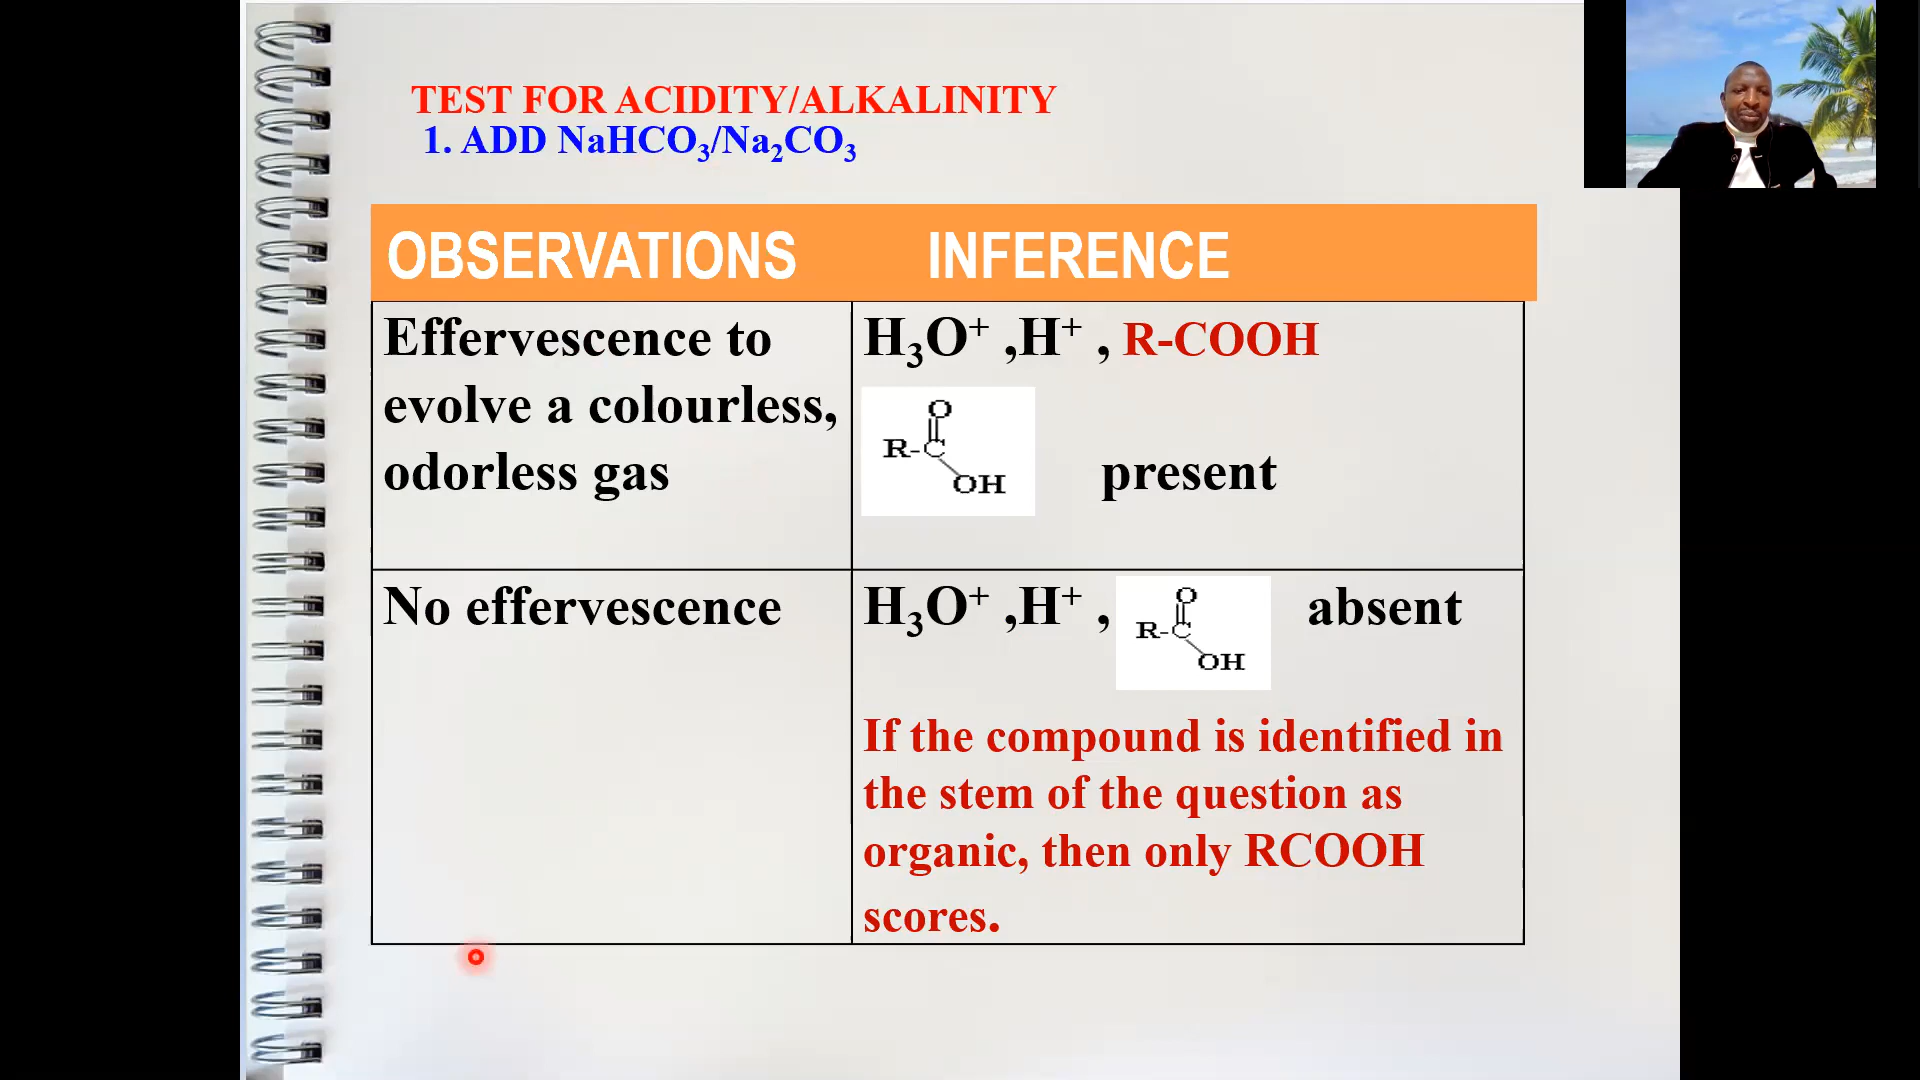 TEST FOR ACIDITY/ALKALINITY
1. ADD NaHCO₃/Na₂CO₃
OBSERVATIONS INFERENCE
Effervescence to
evolve a colourless,
odorless gas
H₃O⁺ ,H⁺ , R-COOH
O
R-C
OH
present
No effervescence
H₃O⁺ ,H⁺ ,
O
R-C
OH
absent
If the compound is identified in
the stem of the question as
organic, then only RCOOH
scores.